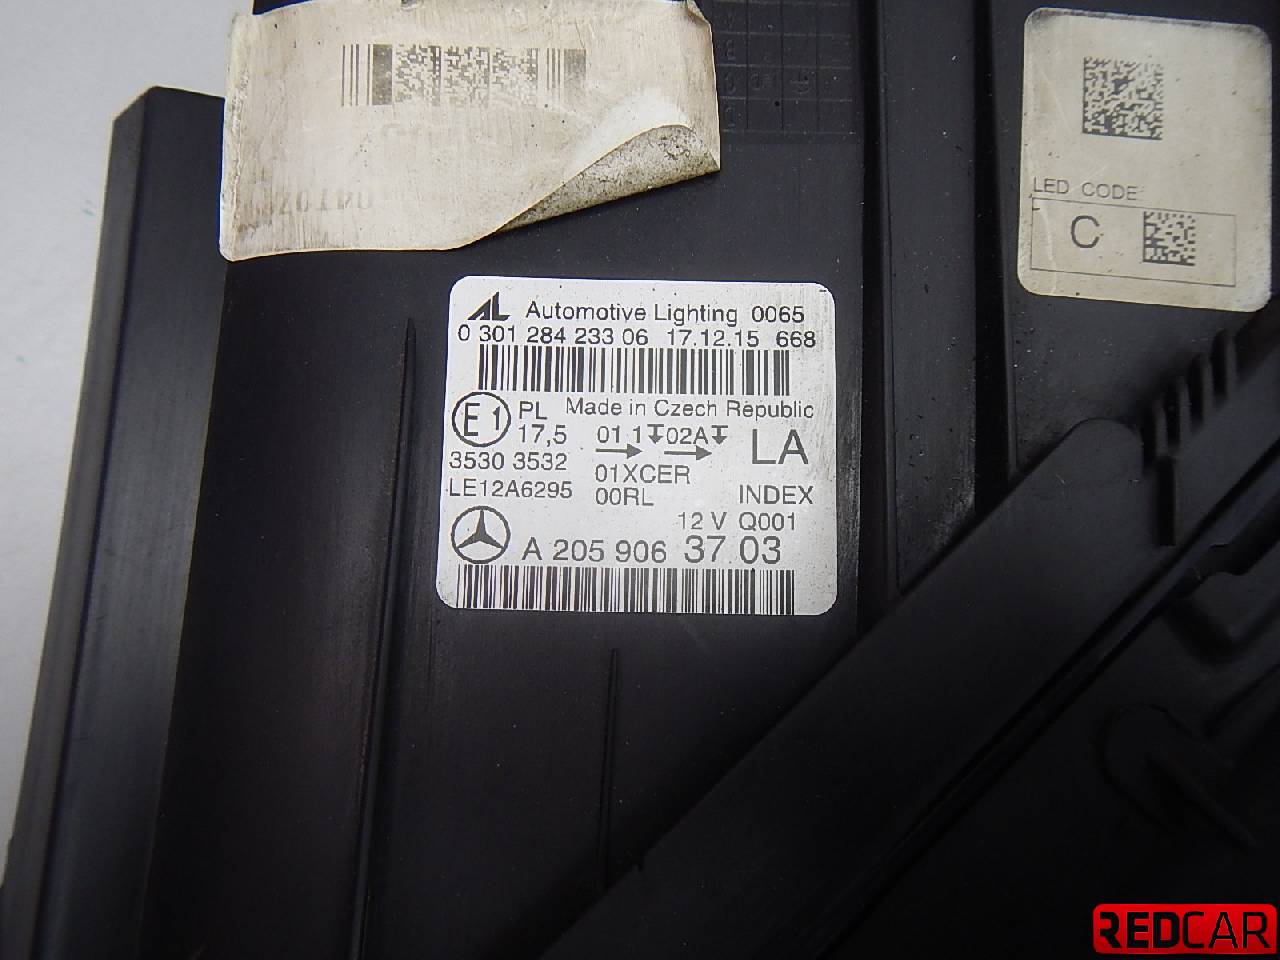 LED CODE
C
AL Automotive Lighting 0065
0 301 284 233 06 17.12.15 668
E1 PL Made in Czech Republic
17,5 01 1 02A LA
3530 3532 01XCER
LE12A6295 00RL INDEX
12 V Q001
A 205 906 37 03
REDCAR